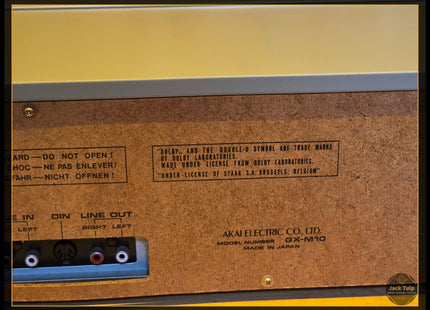 ARD—DO NOT OPEN!
HOC—NE PAS ENLEVER!
EFAHR—NICHT ÖFFNEN!
"DOLBY, AND THE DOUBLE-D SYMBOL ARE TRADE MARKS
OF DOLBY LABORATORIES.
MADE UNDER LICENSE FROM DOLBY LABORATORIES.
"UNDER LICENSE OF STAAR S.A. BRUSSELS, BELGIUM"
E IN DIN LINE OUT
LEFT RIGHT LEFT
AKAI ELECTRIC CO., LTD.
MODEL NUMBER GX-M10
MADE IN JAPAN
Jack Tulp